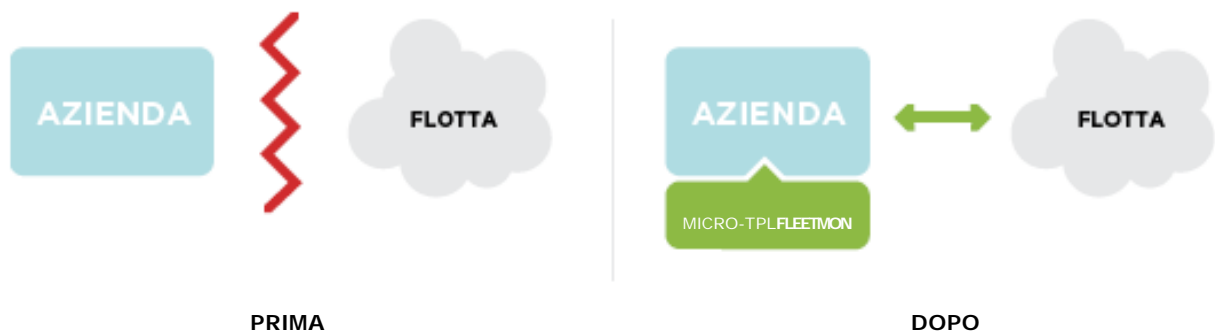 AZIENDA
FLOTTA
PRIMA
AZIENDA
FLOTTA
MICRO-TPLFLEETMON
DOPO